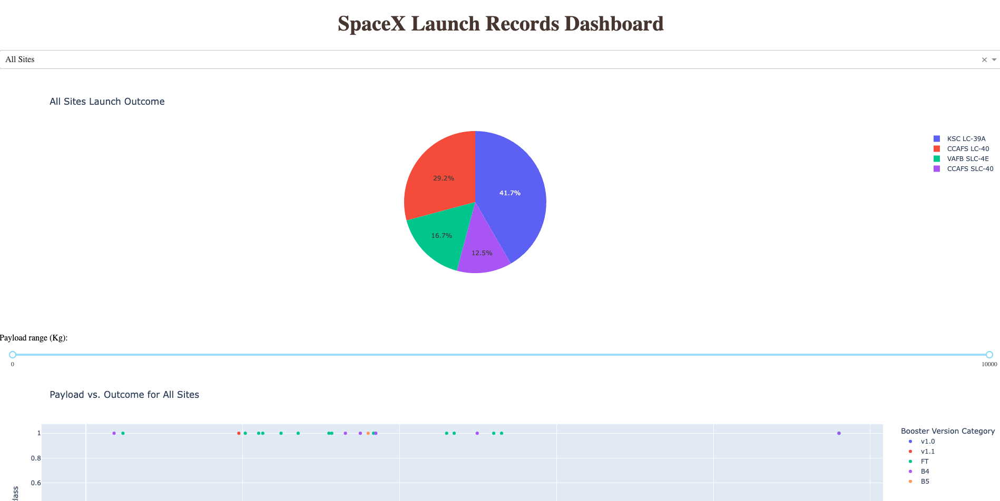 SpaceX Launch Records Dashboard
All Sites
All Sites Launch Outcome
KSC LC-39A
CCAFS LC-40
VAFB SLC-4E
CCAFS SLC-40
29.2%
41.7%
16.7%
12.5%
Payload range (Kg):
0
10000
Payload vs. Outcome for All Sites
1
0.8
0.6
class
Booster Version Category
v1.0
v1.1
FT
B4
B5